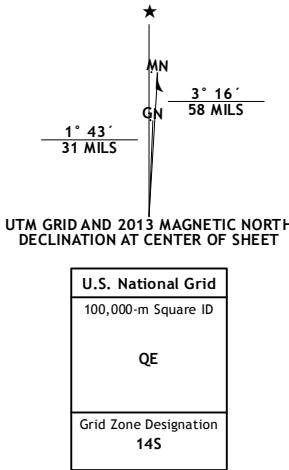 ★
MN
3° 16´
58 MILS
GN
1° 43´
31 MILS
UTM GRID AND 2013 MAGNETIC NORTH
DECLINATION AT CENTER OF SHEET
U.S. National Grid
100,000-m Square ID
QE
Grid Zone Designation
14S